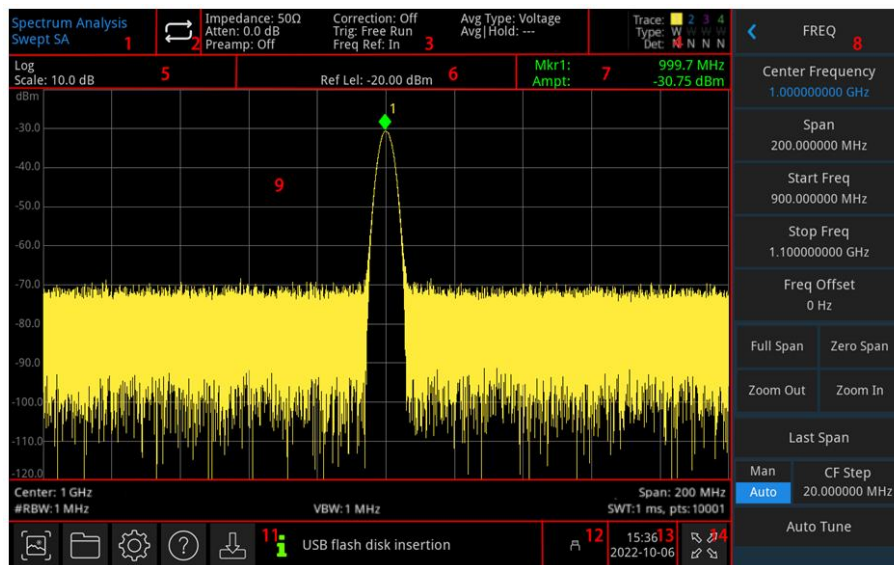 Spectrum Analysis
Swept SA
1
2
Impedance: 50Ω
Atten: 0.0 dB
Preamp: Off
Correction: Off
Trig: Free Run
Freq Ref: In
3
Avg Type: Voltage
Avg|Hold: ---
Trace: 2 3 4
Type: W W W W
Det: N N N N
4
Log
Scale: 10.0 dB
5
Ref Lel: -20.00 dBm
6
Mkr1: 999.7 MHz
Ampt: -30.75 dBm
7
dBm
-30.0
-40.0
-50.0
-60.0
-70.0
-80.0
-90.0
-100.0
-110.0
-120.0
1
9
Center: 1 GHz
Span: 200 MHz
#RBW:1 MHz
VBW:1 MHz
SWT:1 ms, pts:10001
11
USB flash disk insertion
12
15:36
2022-10-06
13
14
FREQ
8
Center Frequency
1.000000000 GHz
Span
200.000000 MHz
Start Freq
900.000000 MHz
Stop Freq
1.100000000 GHz
Freq Offset
0 Hz
Full Span
Zero Span
Zoom Out
Zoom In
Last Span
Man
Auto
CF Step
20.000000 MHz
Auto Tune